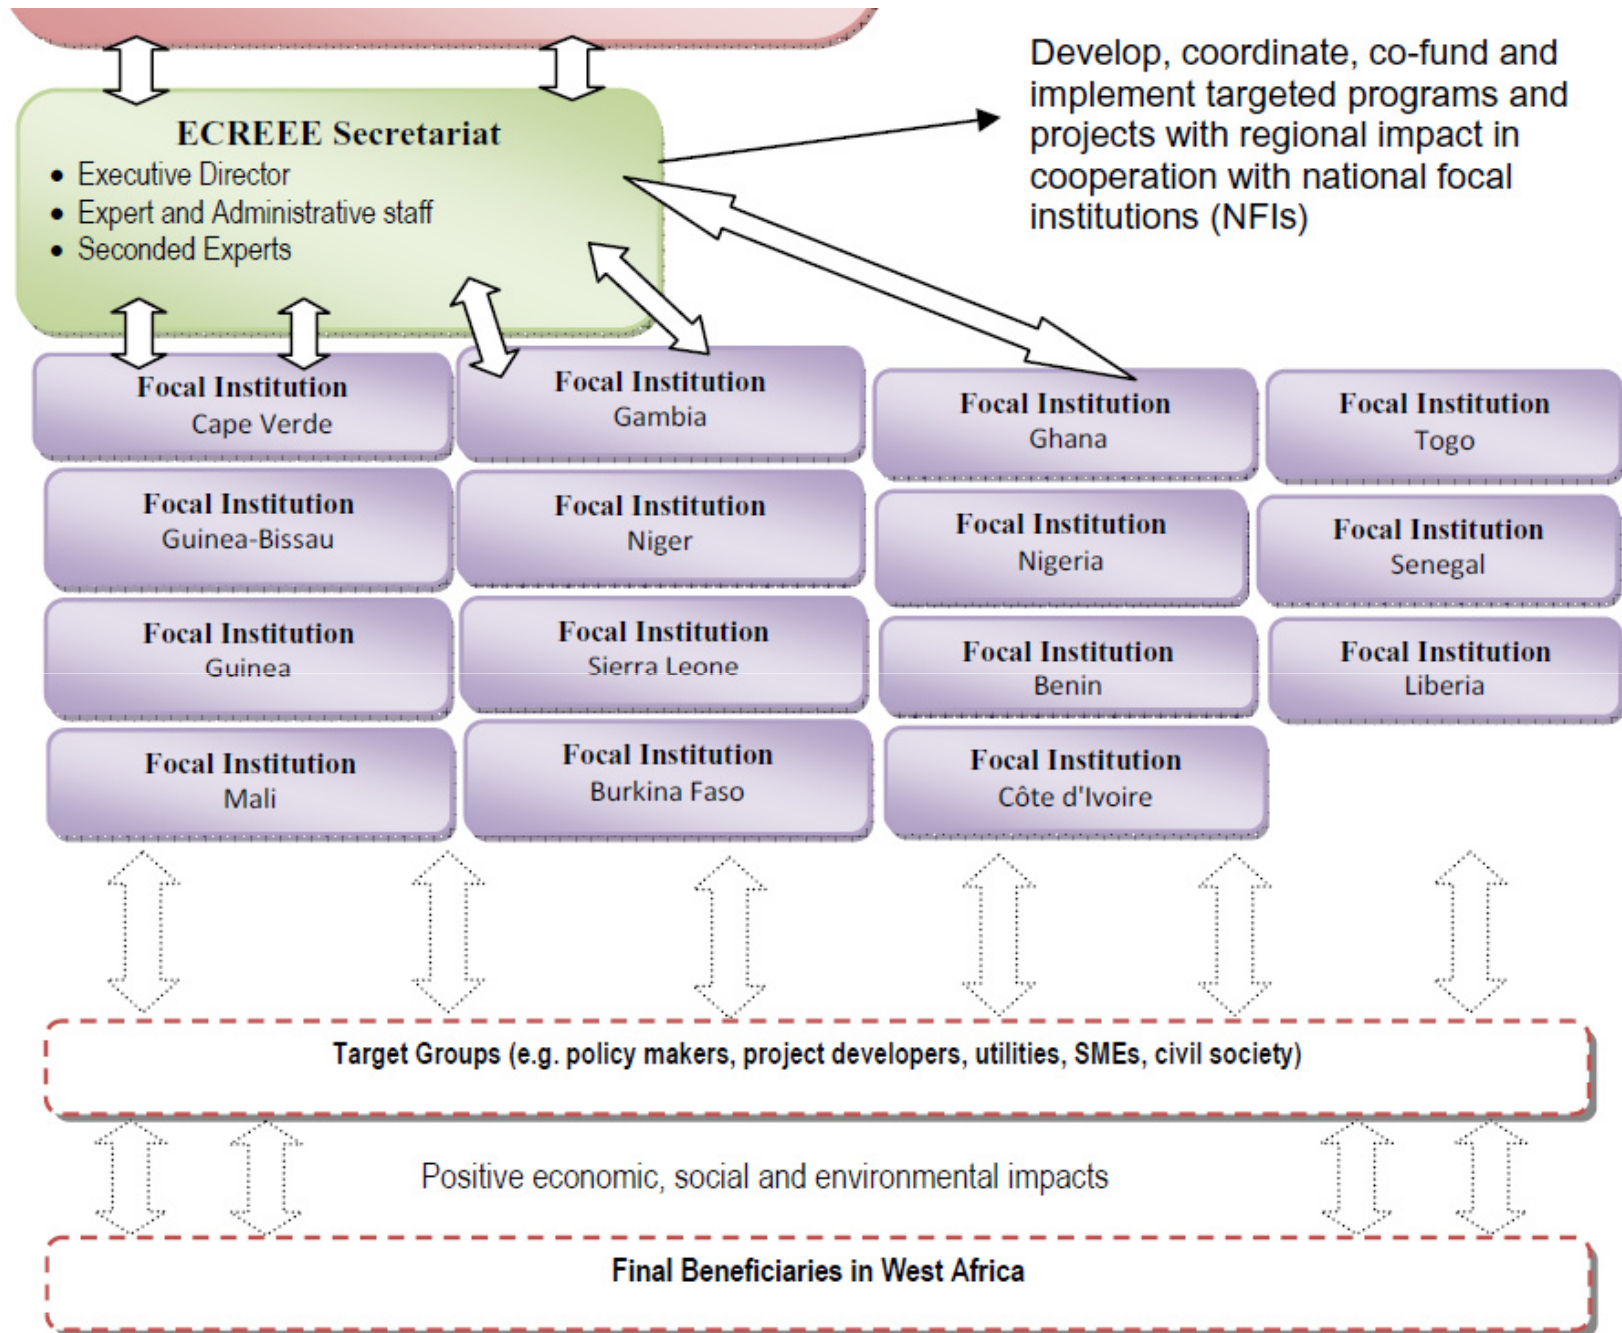 Develop, coordinate, co-fund and
implement targeted programs and
projects with regional impact in
cooperation with national focal
institutions (NFIs)
ECREEE Secretariat
• Executive Director
• Expert and Administrative staff
• Seconded Experts
Focal Institution
Cape Verde
Focal Institution
Gambia
Focal Institution
Ghana
Focal Institution
Togo
Focal Institution
Guinea-Bissau
Focal Institution
Niger
Focal Institution
Nigeria
Focal Institution
Senegal
Focal Institution
Guinea
Focal Institution
Sierra Leone
Focal Institution
Benin
Focal Institution
Liberia
Focal Institution
Mali
Focal Institution
Burkina Faso
Focal Institution
Côte d'Ivoire
Target Groups (e.g. policy makers, project developers, utilities, SMEs, civil society)
Positive economic, social and environmental impacts
Final Beneficiaries in West Africa